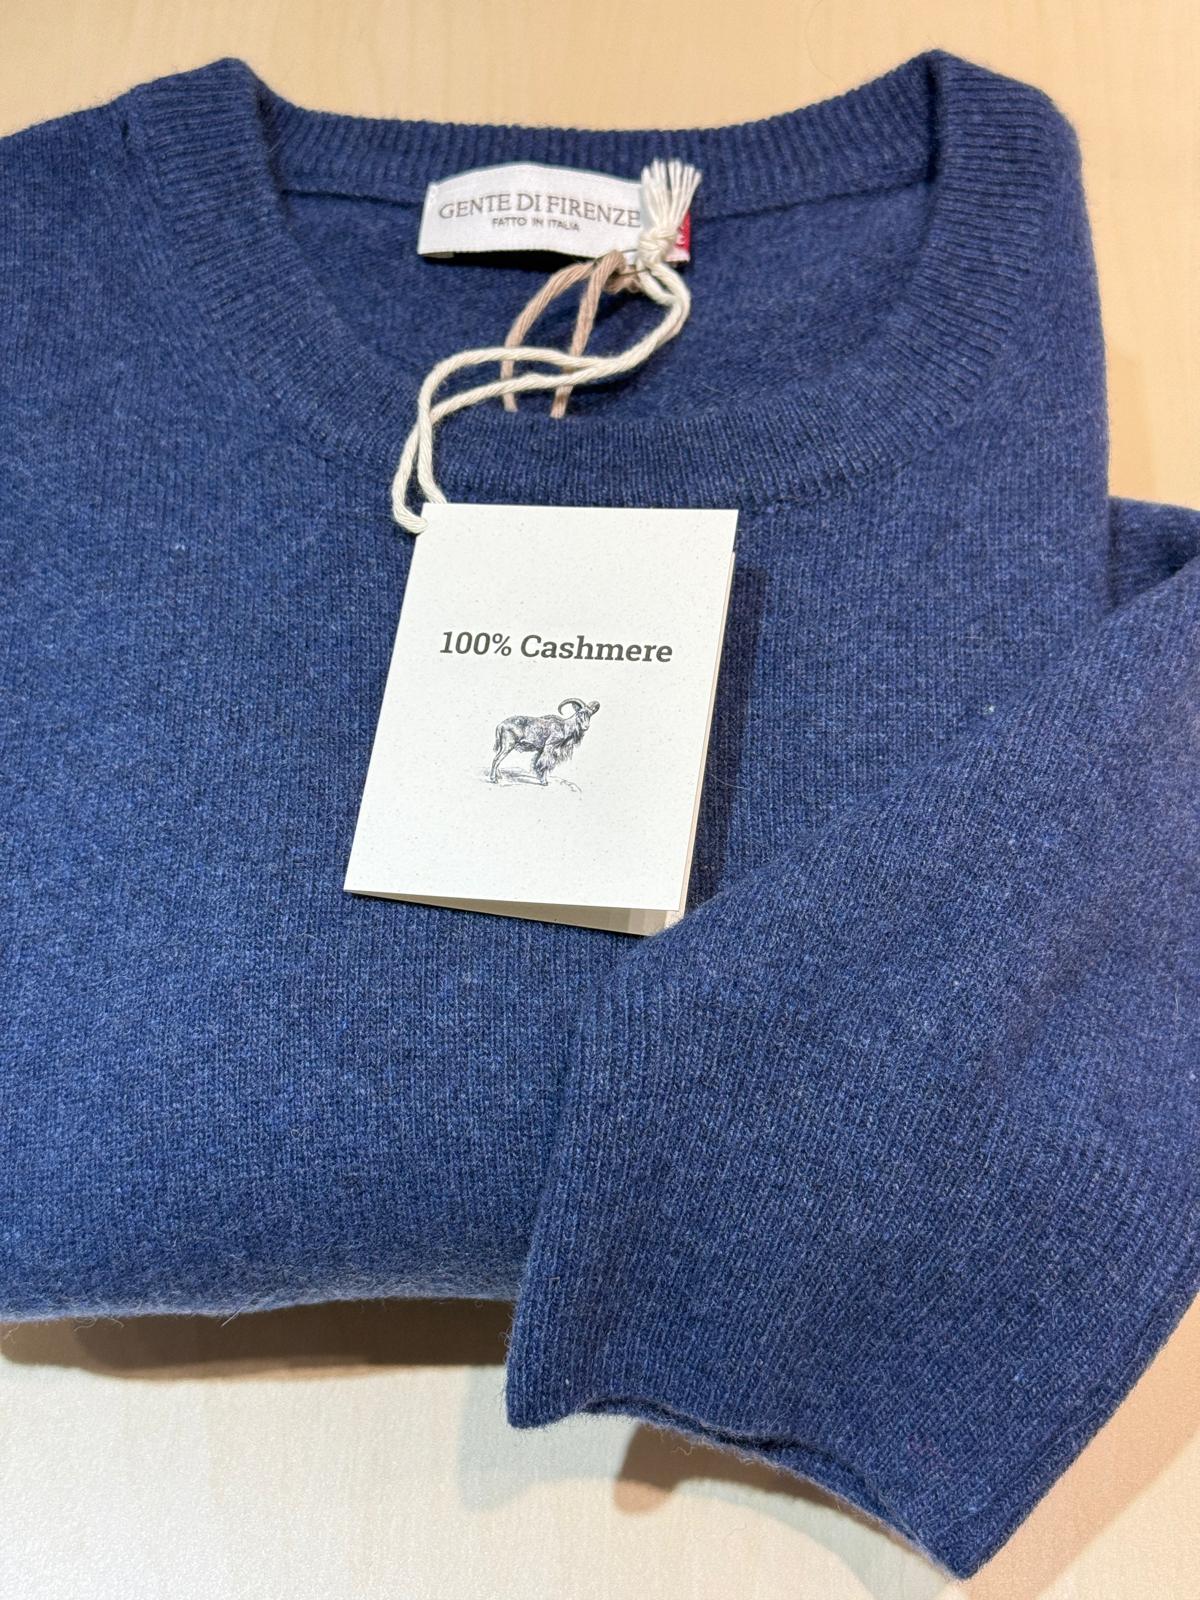 GENTE DI FIRENZE
FATTO IN ITALIA
100% Cashmere